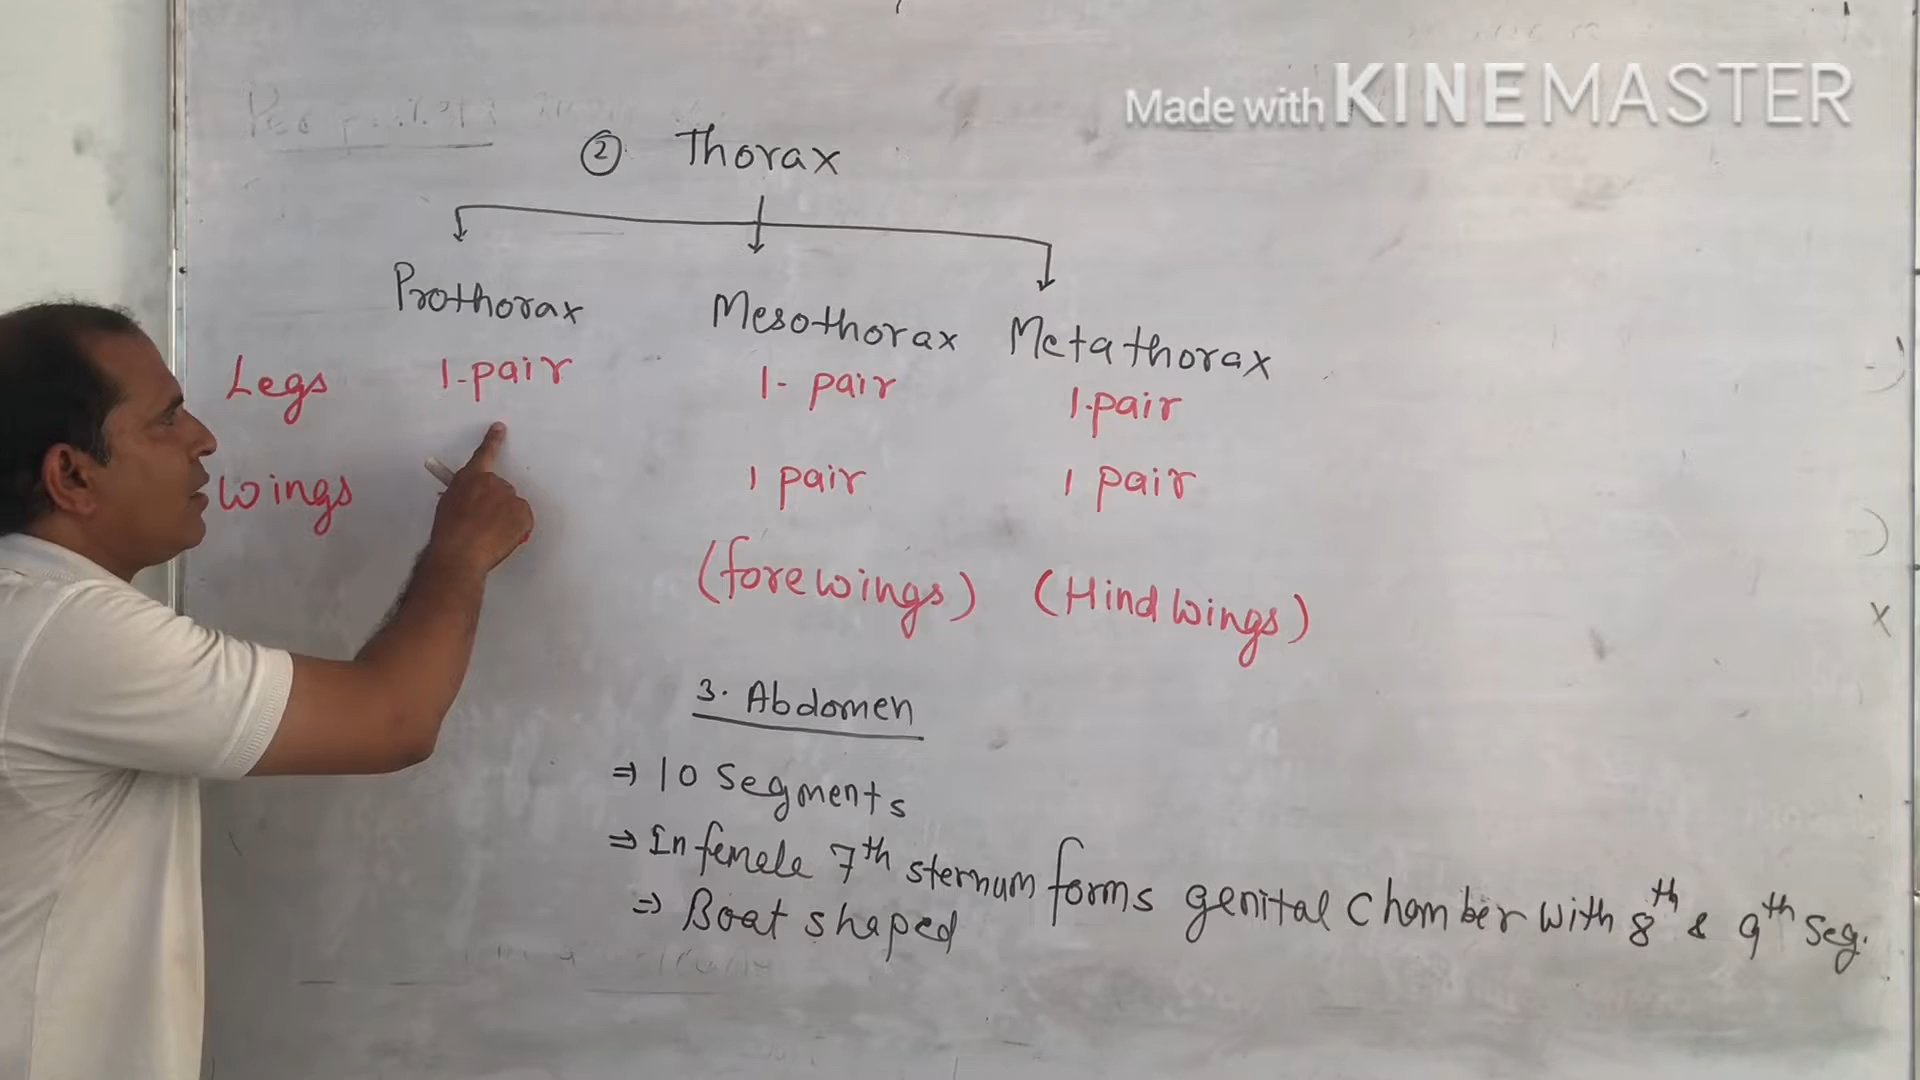 Made with KINEMASTER
② Thorax
Prothorax Mesothorax Metathorax
Legs 1-pair 1- pair 1-pair
Wings 1 pair 1 pair
(forewings) (Hind wings)
3. Abdomen
⇒ 10 Segments
⇒ In female 7th sternum forms genital chamber with 8th & 9th seg.
⇒ Boat shaped